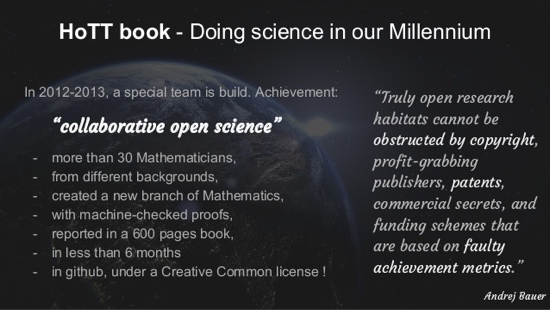 HoTT book - Doing science in our Millennium
In 2012-2013, a special team is build. Achievement:
“collaborative open science”
- more than 30 Mathematicians,
- from different backgrounds,
- created a new branch of Mathematics,
- with machine-checked proofs,
- reported in a 600 pages book,
- in less than 6 months
- in github, under a Creative Common license !
“Truly open research
habitats cannot be
obstructed by copyright,
profit-grabbing
publishers, patents,
commercial secrets, and
funding schemes that
are based on faulty
achievement metrics.”
Andrej Bauer